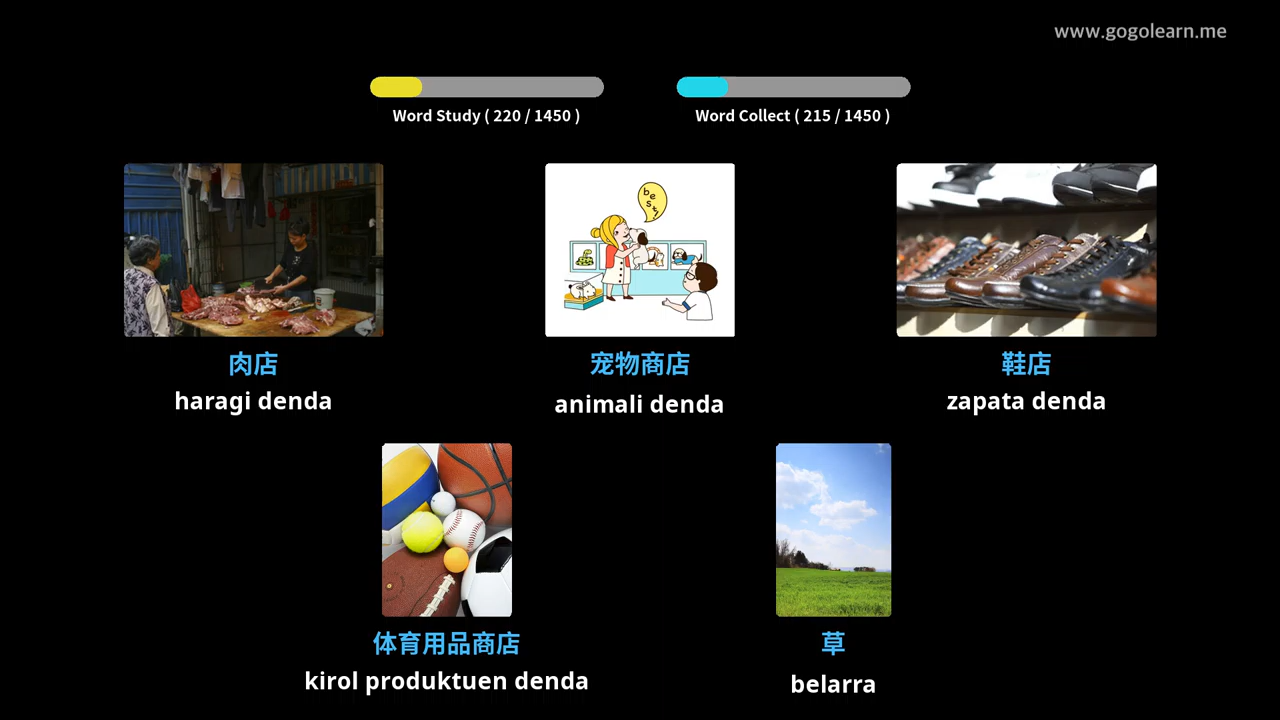 www.gogolearn.me
Word Study ( 220 / 1450 )
Word Collect ( 215 / 1450 )
best
肉店
haragi denda
宠物商店
animali denda
鞋店
zapata denda
体育用品商店
kirol produktuen denda
草
belarra